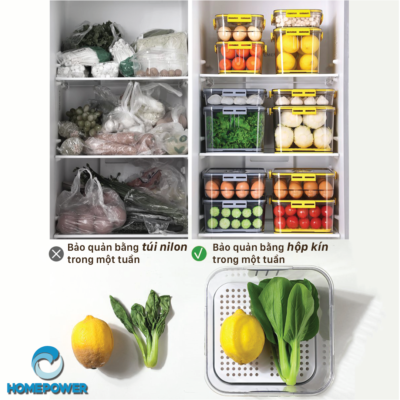 Bảo quản bằng túi nilon
trong một tuần
Bảo quản bằng hộp kín
trong một tuần
HOMEPOWER